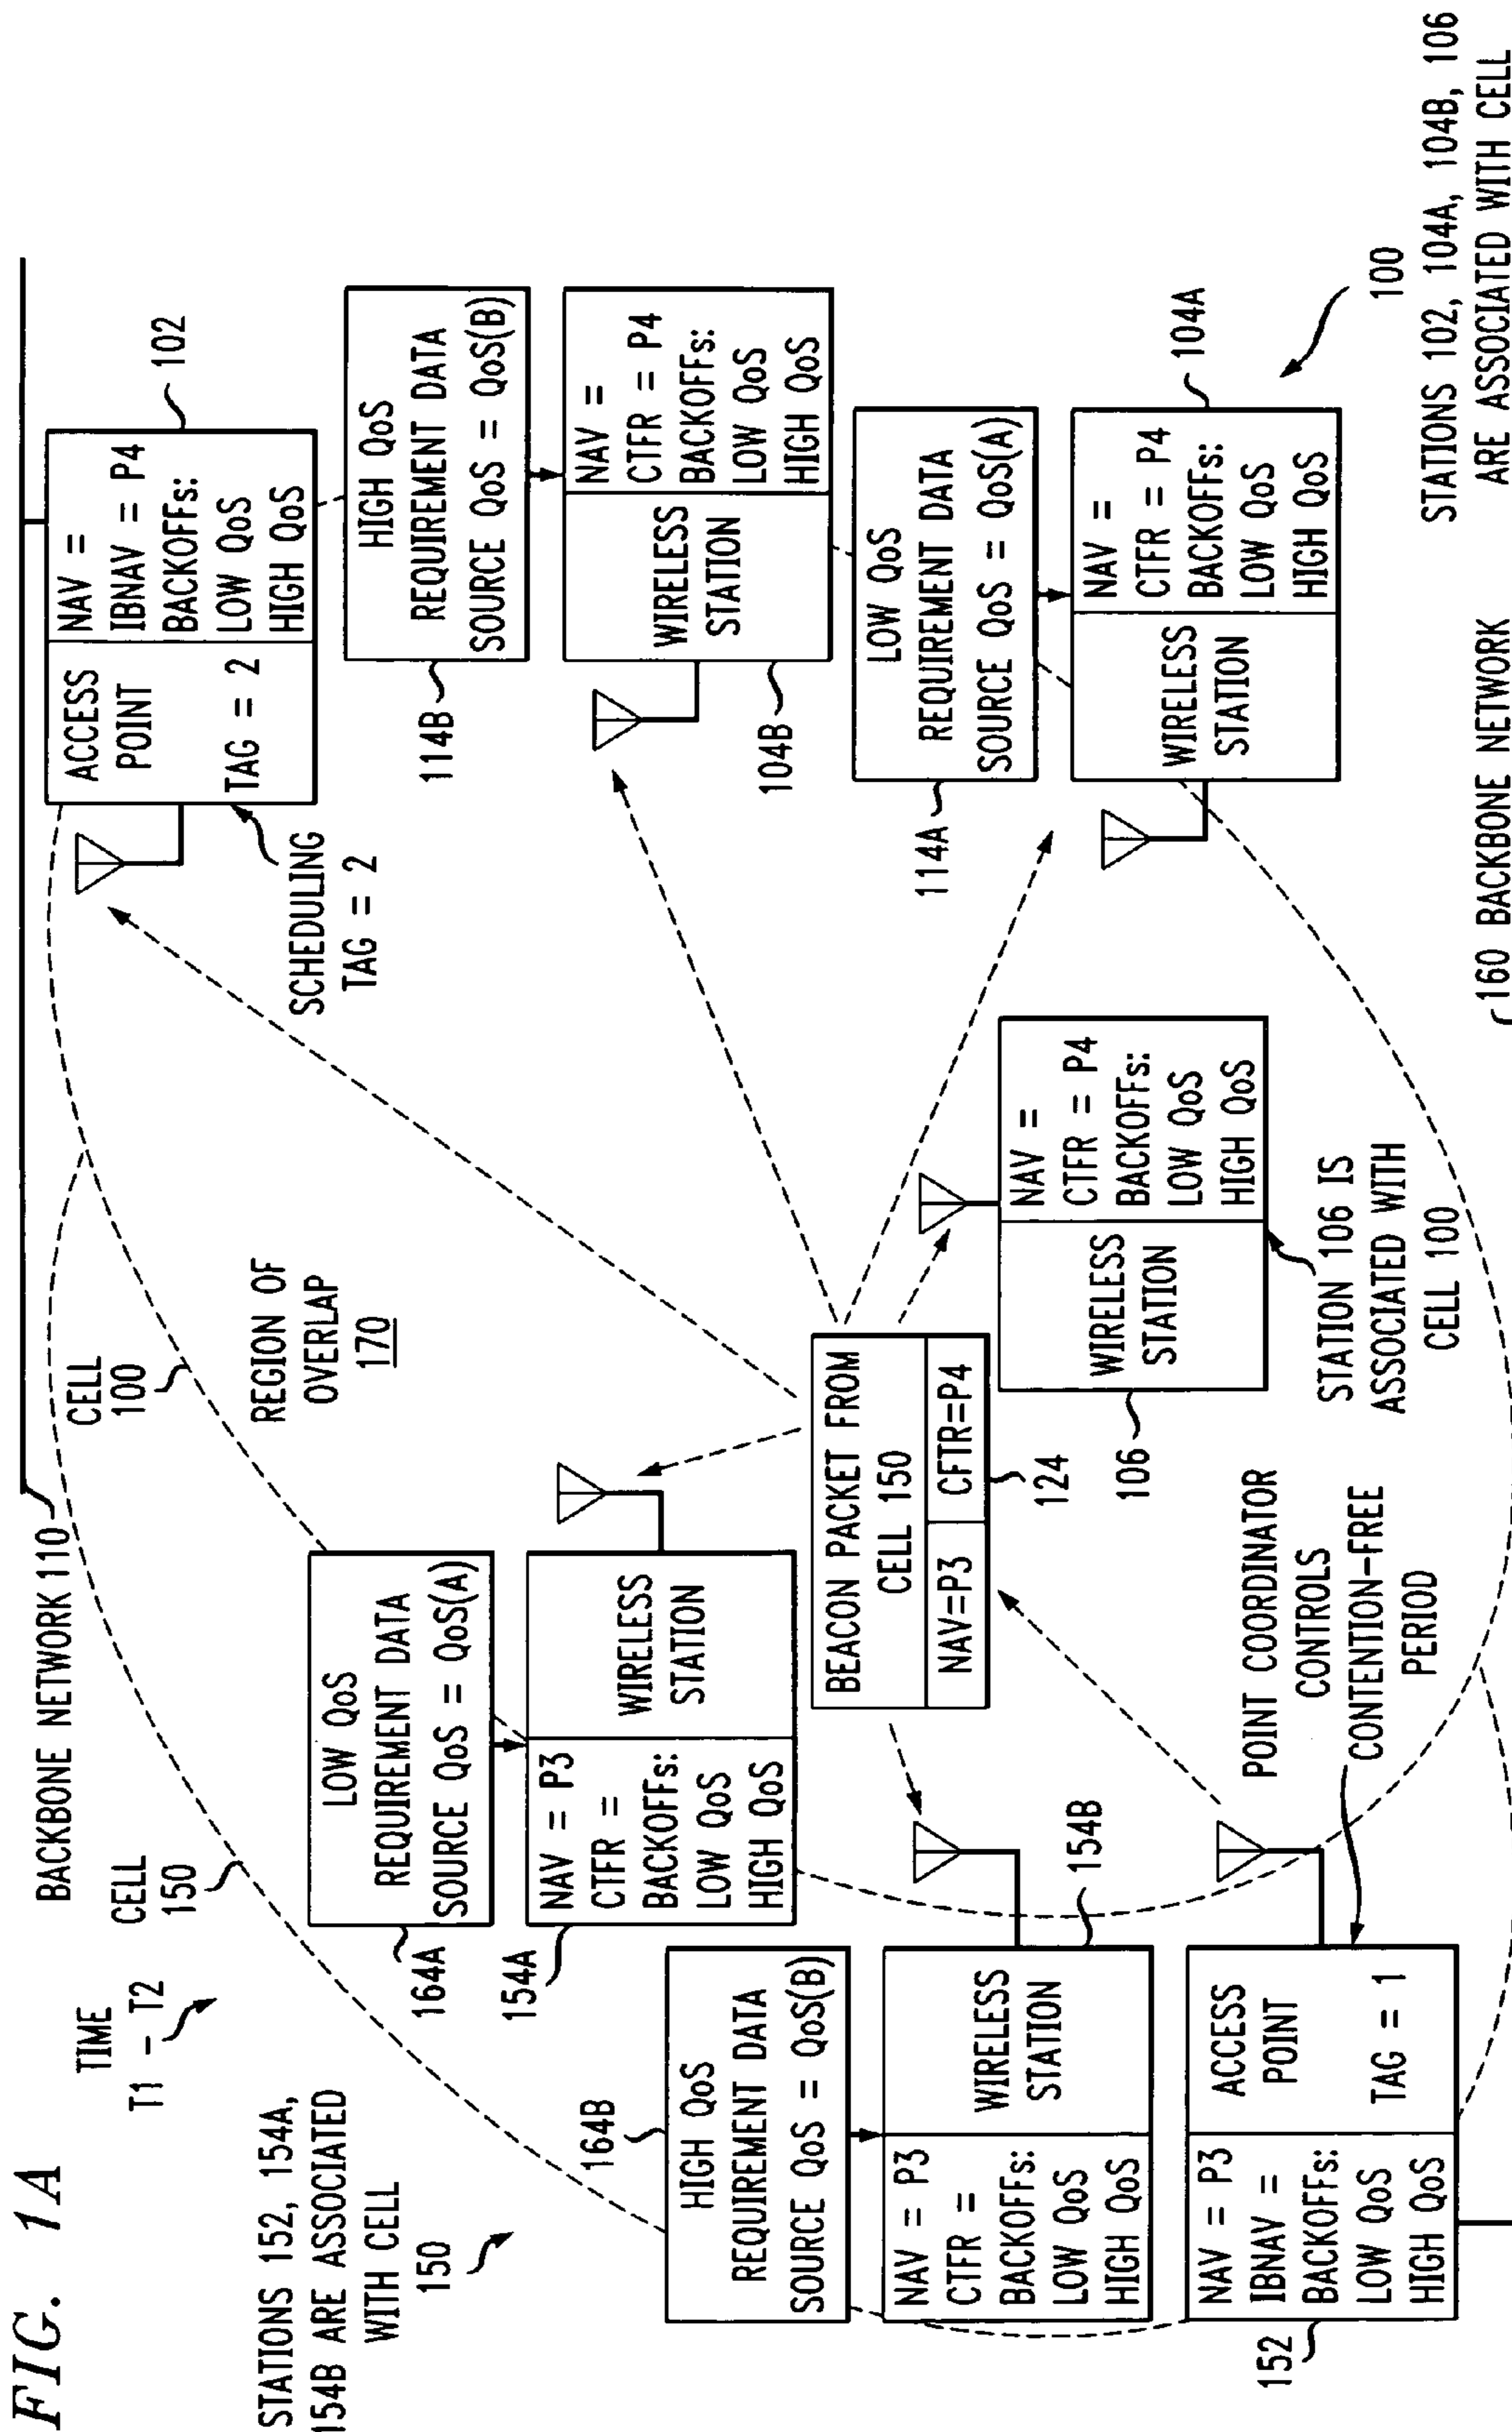 FIG. 1A
TIME
T1 - T2
STATIONS 152, 154A,
154B ARE ASSOCIATED
WITH CELL
150
BACKBONE NETWORK 110
CELL
150
CELL
100
REGION OF
OVERLAP
170
LOW QoS
REQUIREMENT DATA
SOURCE QoS = QoS(A)
164A
NAV = P3
CTFR =
BACKOFFs:
LOW QoS
HIGH QoS
WIRELESS
STATION
154A
164B
HIGH QoS
REQUIREMENT DATA
SOURCE QoS = QoS(B)
NAV = P3
CTFR =
BACKOFFs:
LOW QoS
HIGH QoS
WIRELESS
STATION
154B
NAV = P3
IBNAV =
BACKOFFs:
LOW QoS
HIGH QoS
ACCESS
POINT
TAG = 1
152
POINT COORDINATOR
CONTROLS
CONTENTION-FREE
PERIOD
BEACON PACKET FROM
CELL 150
NAV=P3
CFTR=P4
124
ACCESS
POINT
TAG = 2
NAV =
IBNAV = P4
BACKOFFs:
LOW QoS
HIGH QoS
102
SCHEDULING
TAG = 2
114B
HIGH QoS
REQUIREMENT DATA
SOURCE QoS = QoS(B)
WIRELESS
STATION
NAV =
CTFR = P4
BACKOFFs:
LOW QoS
HIGH QoS
104B
LOW QoS
REQUIREMENT DATA
SOURCE QoS = QoS(A)
114A
WIRELESS
STATION
NAV =
CTFR = P4
BACKOFFs:
LOW QoS
HIGH QoS
104A
WIRELESS
STATION
NAV =
CTFR = P4
BACKOFFs:
LOW QoS
HIGH QoS
106
STATION 106 IS
ASSOCIATED WITH
CELL 100
100
STATIONS 102, 104A, 104B, 106
ARE ASSOCIATED WITH CELL
160 BACKBONE NETWORK